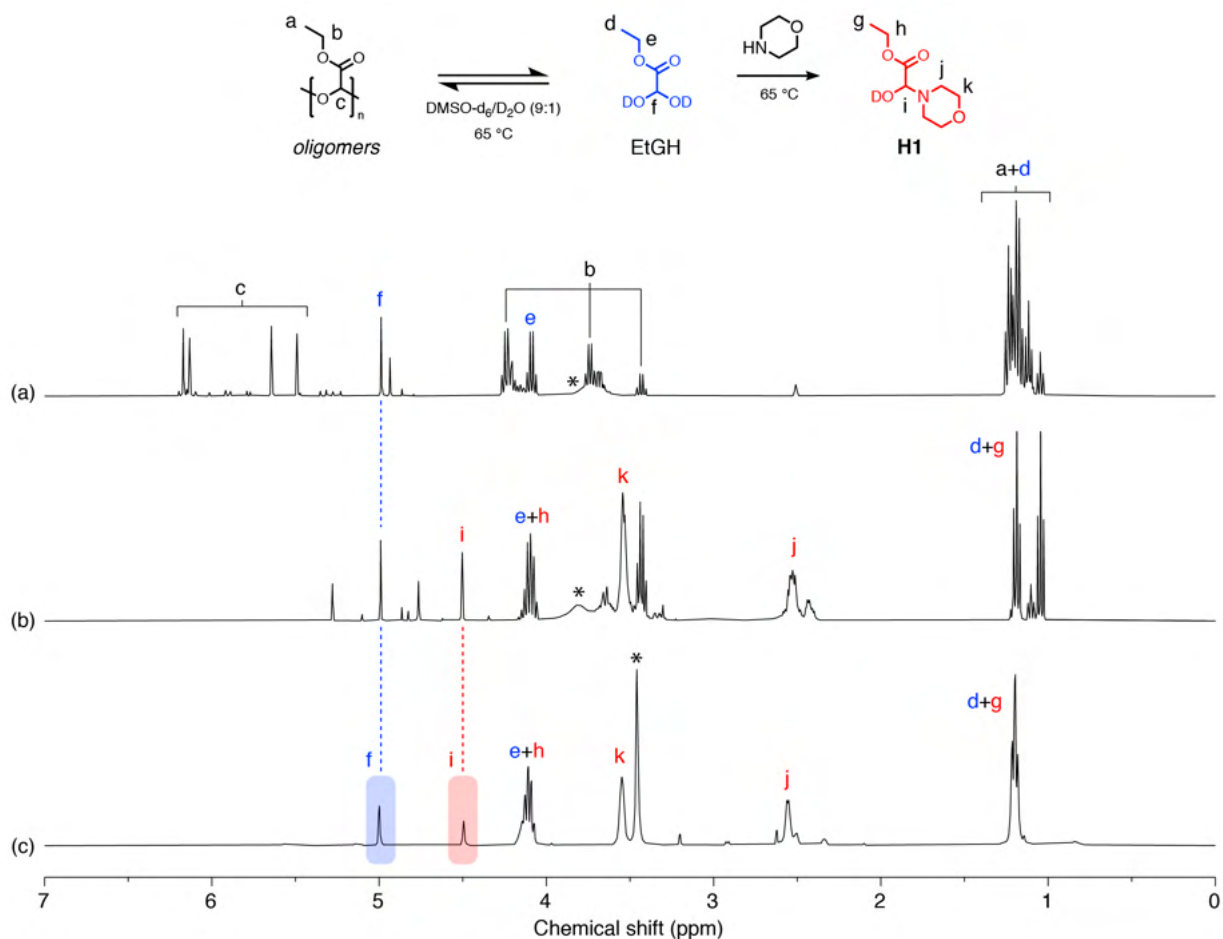 a
b
O
O
O
c
n
oligomers
DMSO-d6/D2O (9:1)
65 °C
d
e
O
O
DO
OD
f
EtGH
O
HN
65 °C
g
h
O
O
j
k
DO
N
i
O
H1
a+d
c
f
b
e
*
(a)
d+g
k
e+h
i
j
*
(b)
*
d+g
e+h
f
i
k
j
(c)
7
6
5
4
3
2
1
0
Chemical shift (ppm)